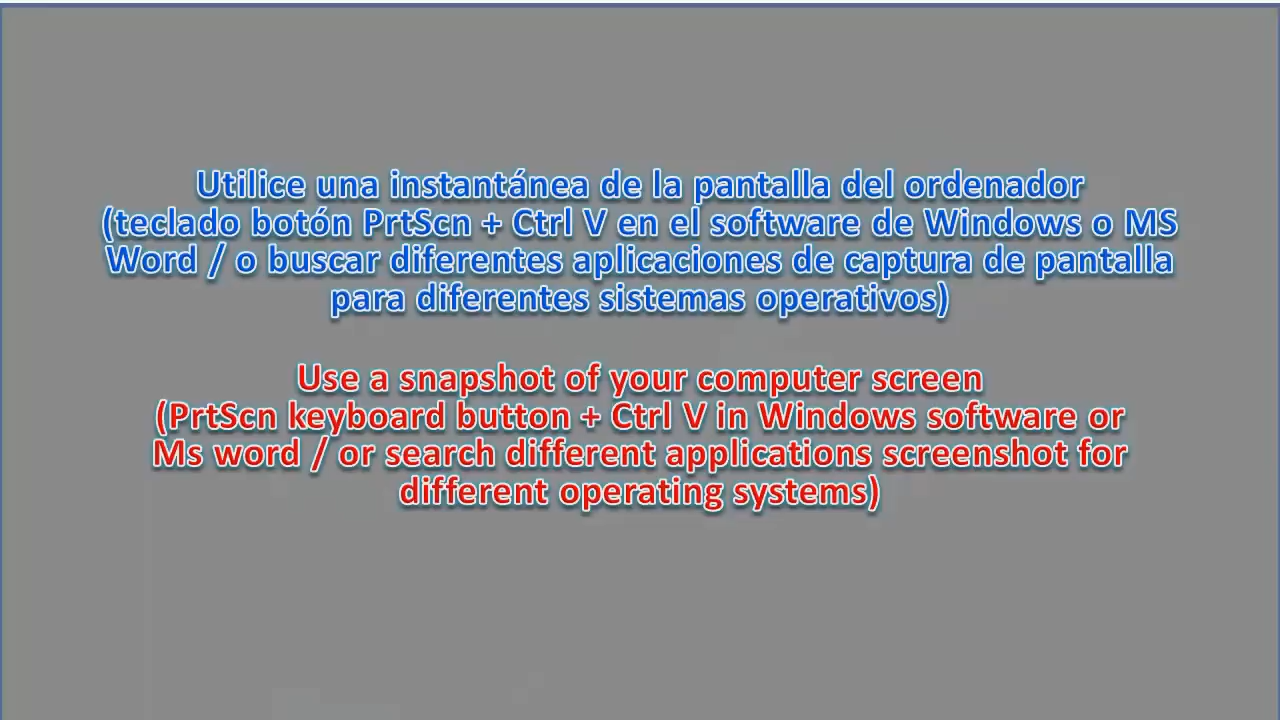 Utilice una instantánea de la pantalla del ordenador
(teclado botón PrtScn + Ctrl V en el software de Windows o MS
Word / o buscar diferentes aplicaciones de captura de pantalla
para diferentes sistemas operativos)
Use a snapshot of your computer screen
(PrtScn keyboard button + Ctrl V in Windows software or
Ms word / or search different applications screenshot for
different operating systems)